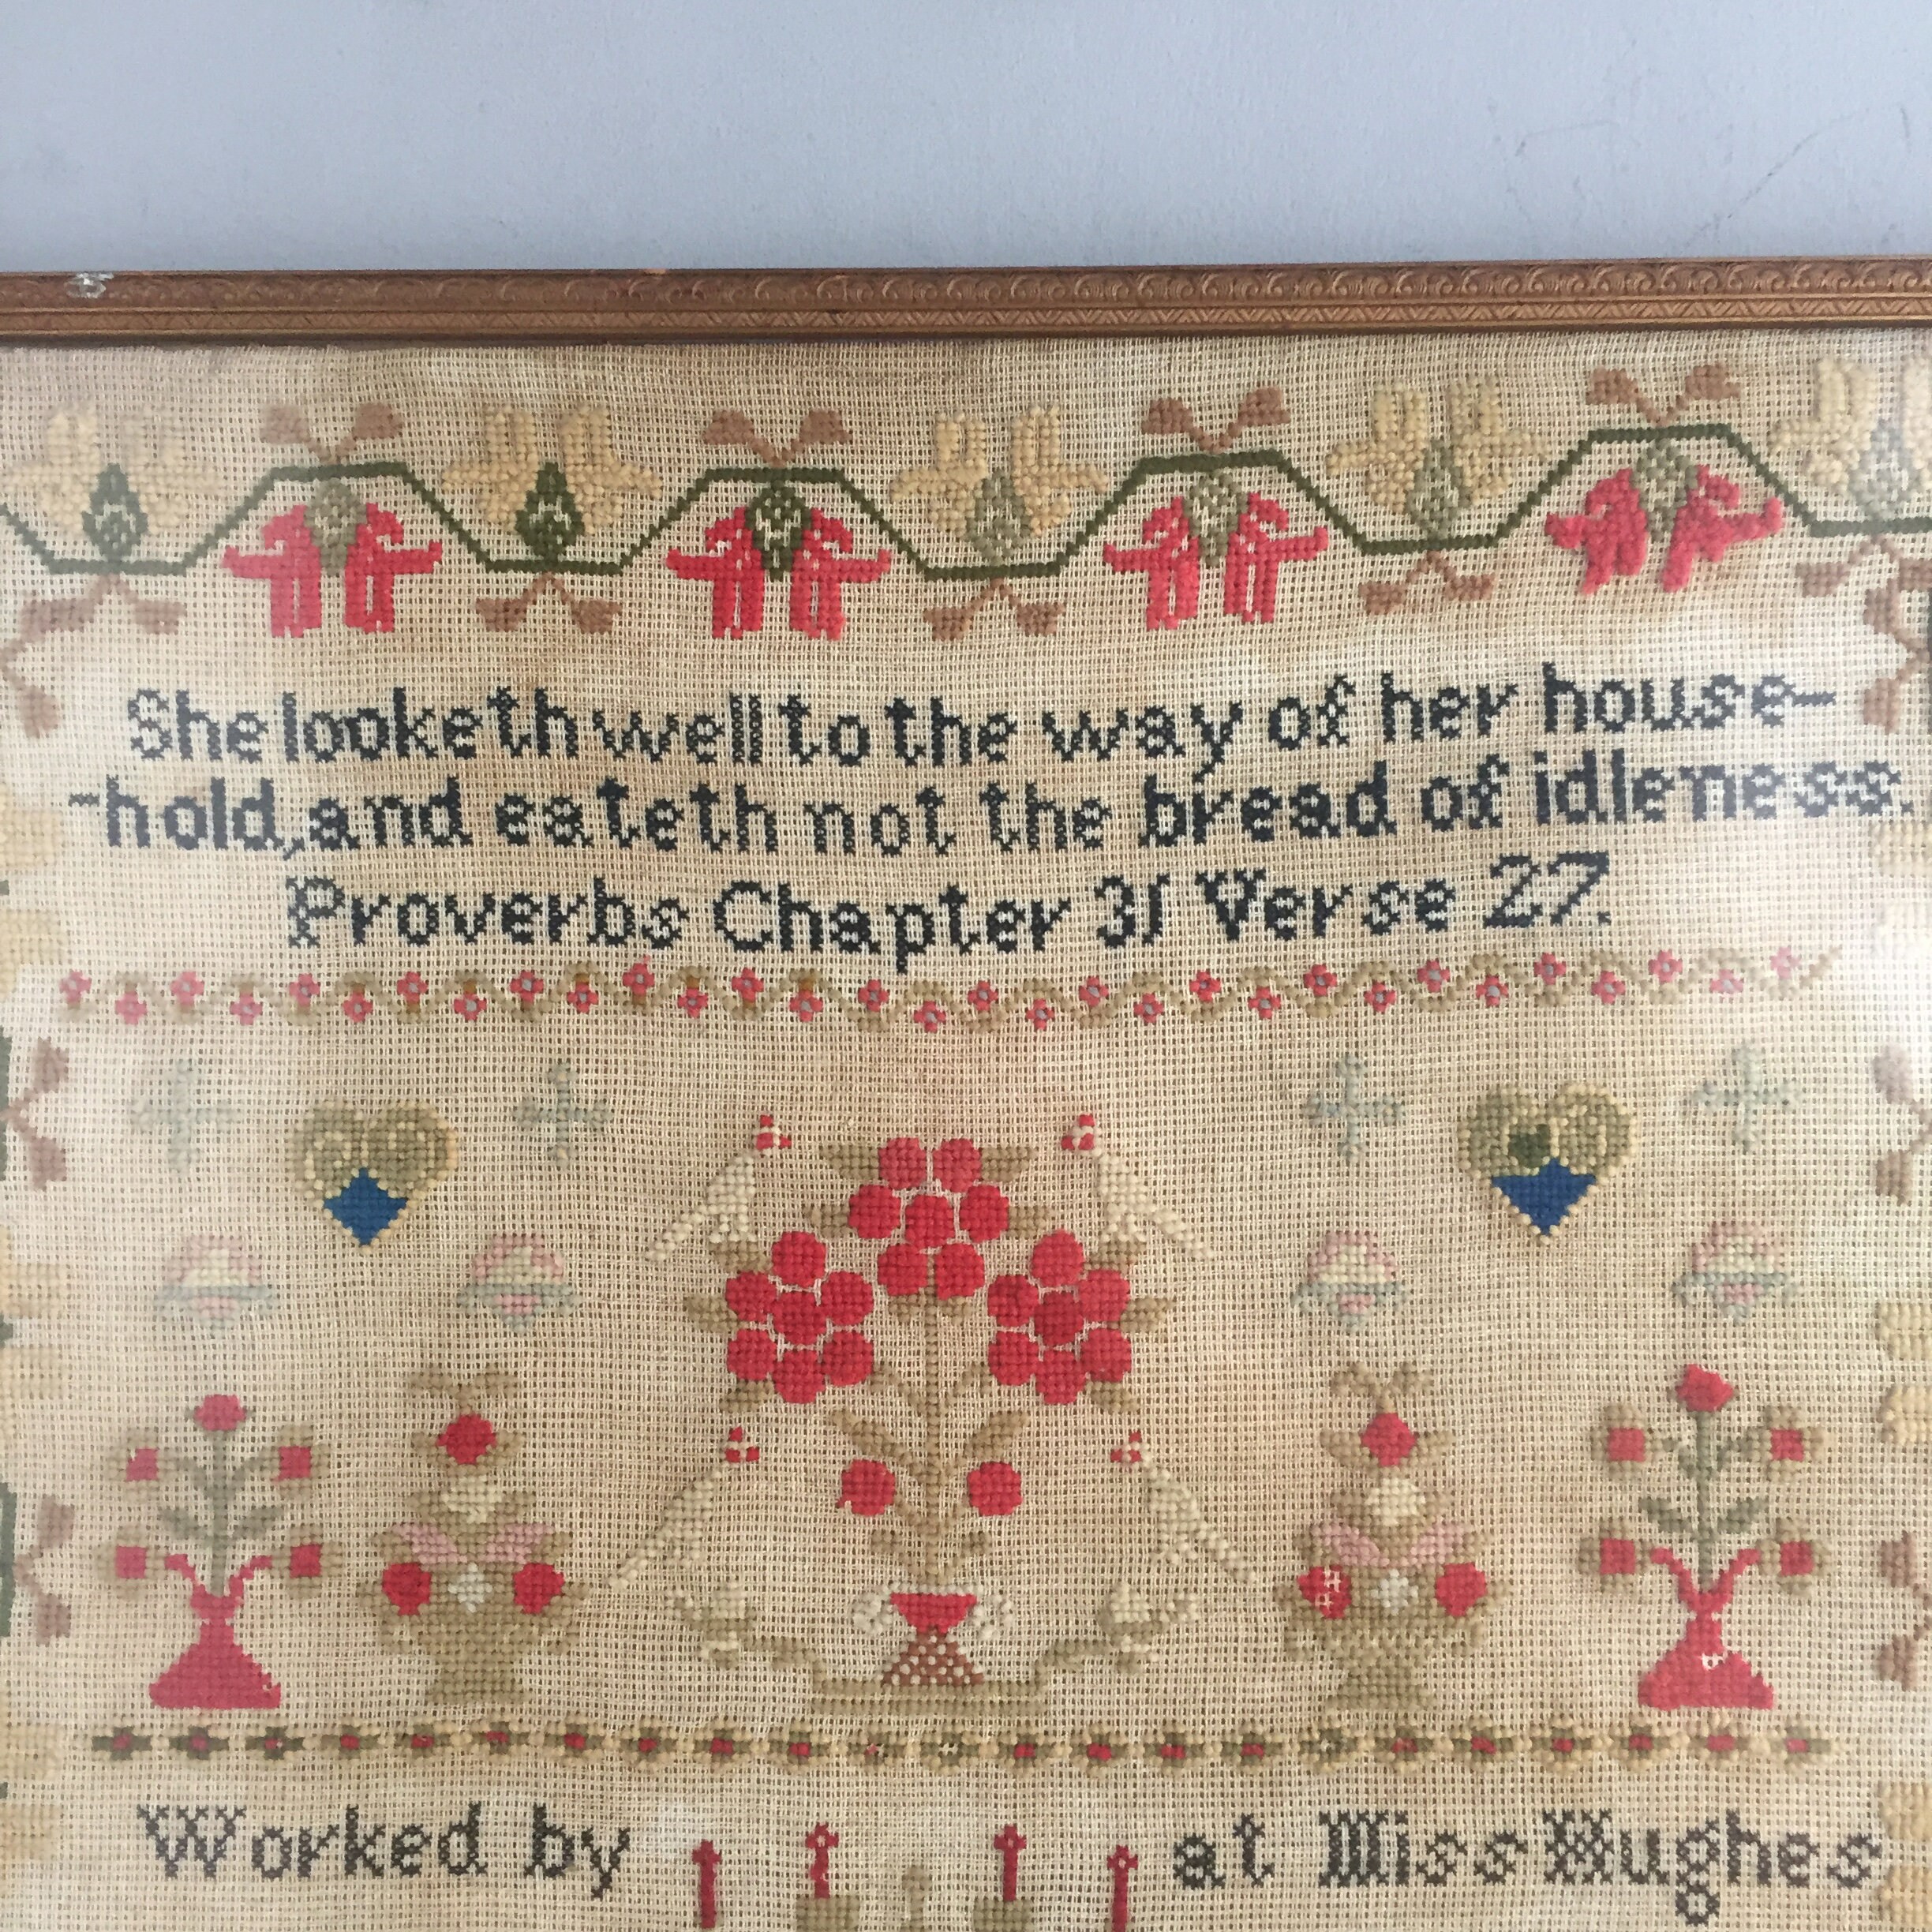 She looketh well to the way of her house-
-hold, and eateth not the bread of idleness.
Proverbs Chapter 31 Verse 27.
Worked by at Miss Hughes